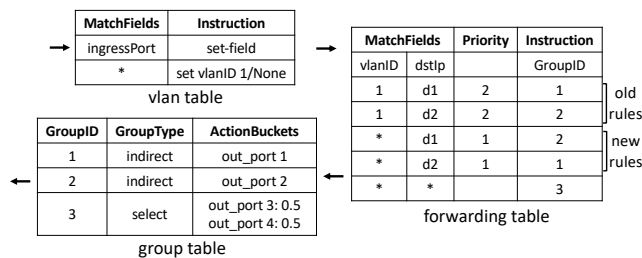 MatchFields Instruction
ingressPort set-field
* set vlanID 1/None
vlan table
MatchFields Priority Instruction
vlanID dstIp GroupID
1 d1 2 1
1 d2 2 2
* d1 1 2
* d2 1 1
* * 3
old
rules
new
rules
forwarding table
GroupID GroupType ActionBuckets
1 indirect out_port 1
2 indirect out_port 2
3 select out_port 3: 0.5
out_port 4: 0.5
group table